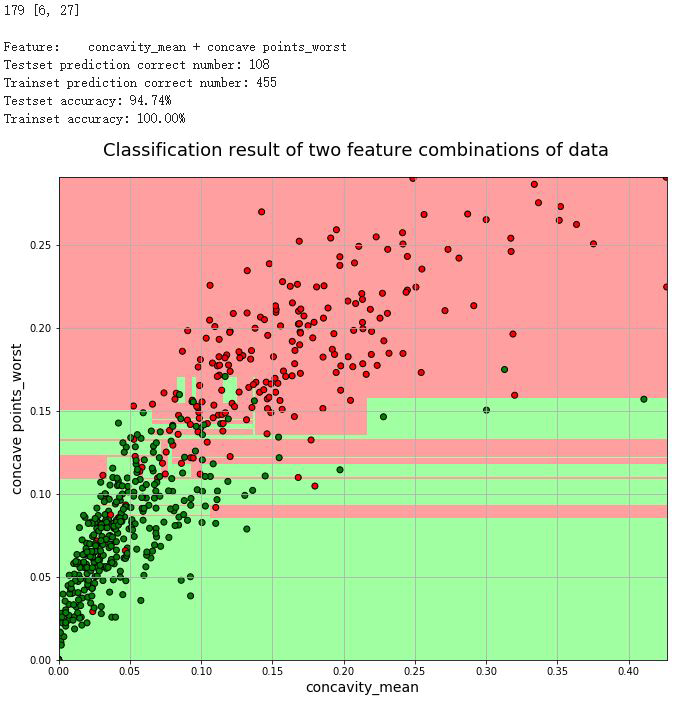 179 [6, 27]
Feature: concavity_mean + concave points_worst
Testset prediction correct number: 108
Trainset prediction correct number: 455
Testset accuracy: 94.74%
Trainset accuracy: 100.00%
Classification result of two feature combinations of data
0.25
0.20
0.15
0.10
0.05
0.00
concave points_worst
0.00 0.05 0.10 0.15 0.20 0.25 0.30 0.35 0.40
concavity_mean